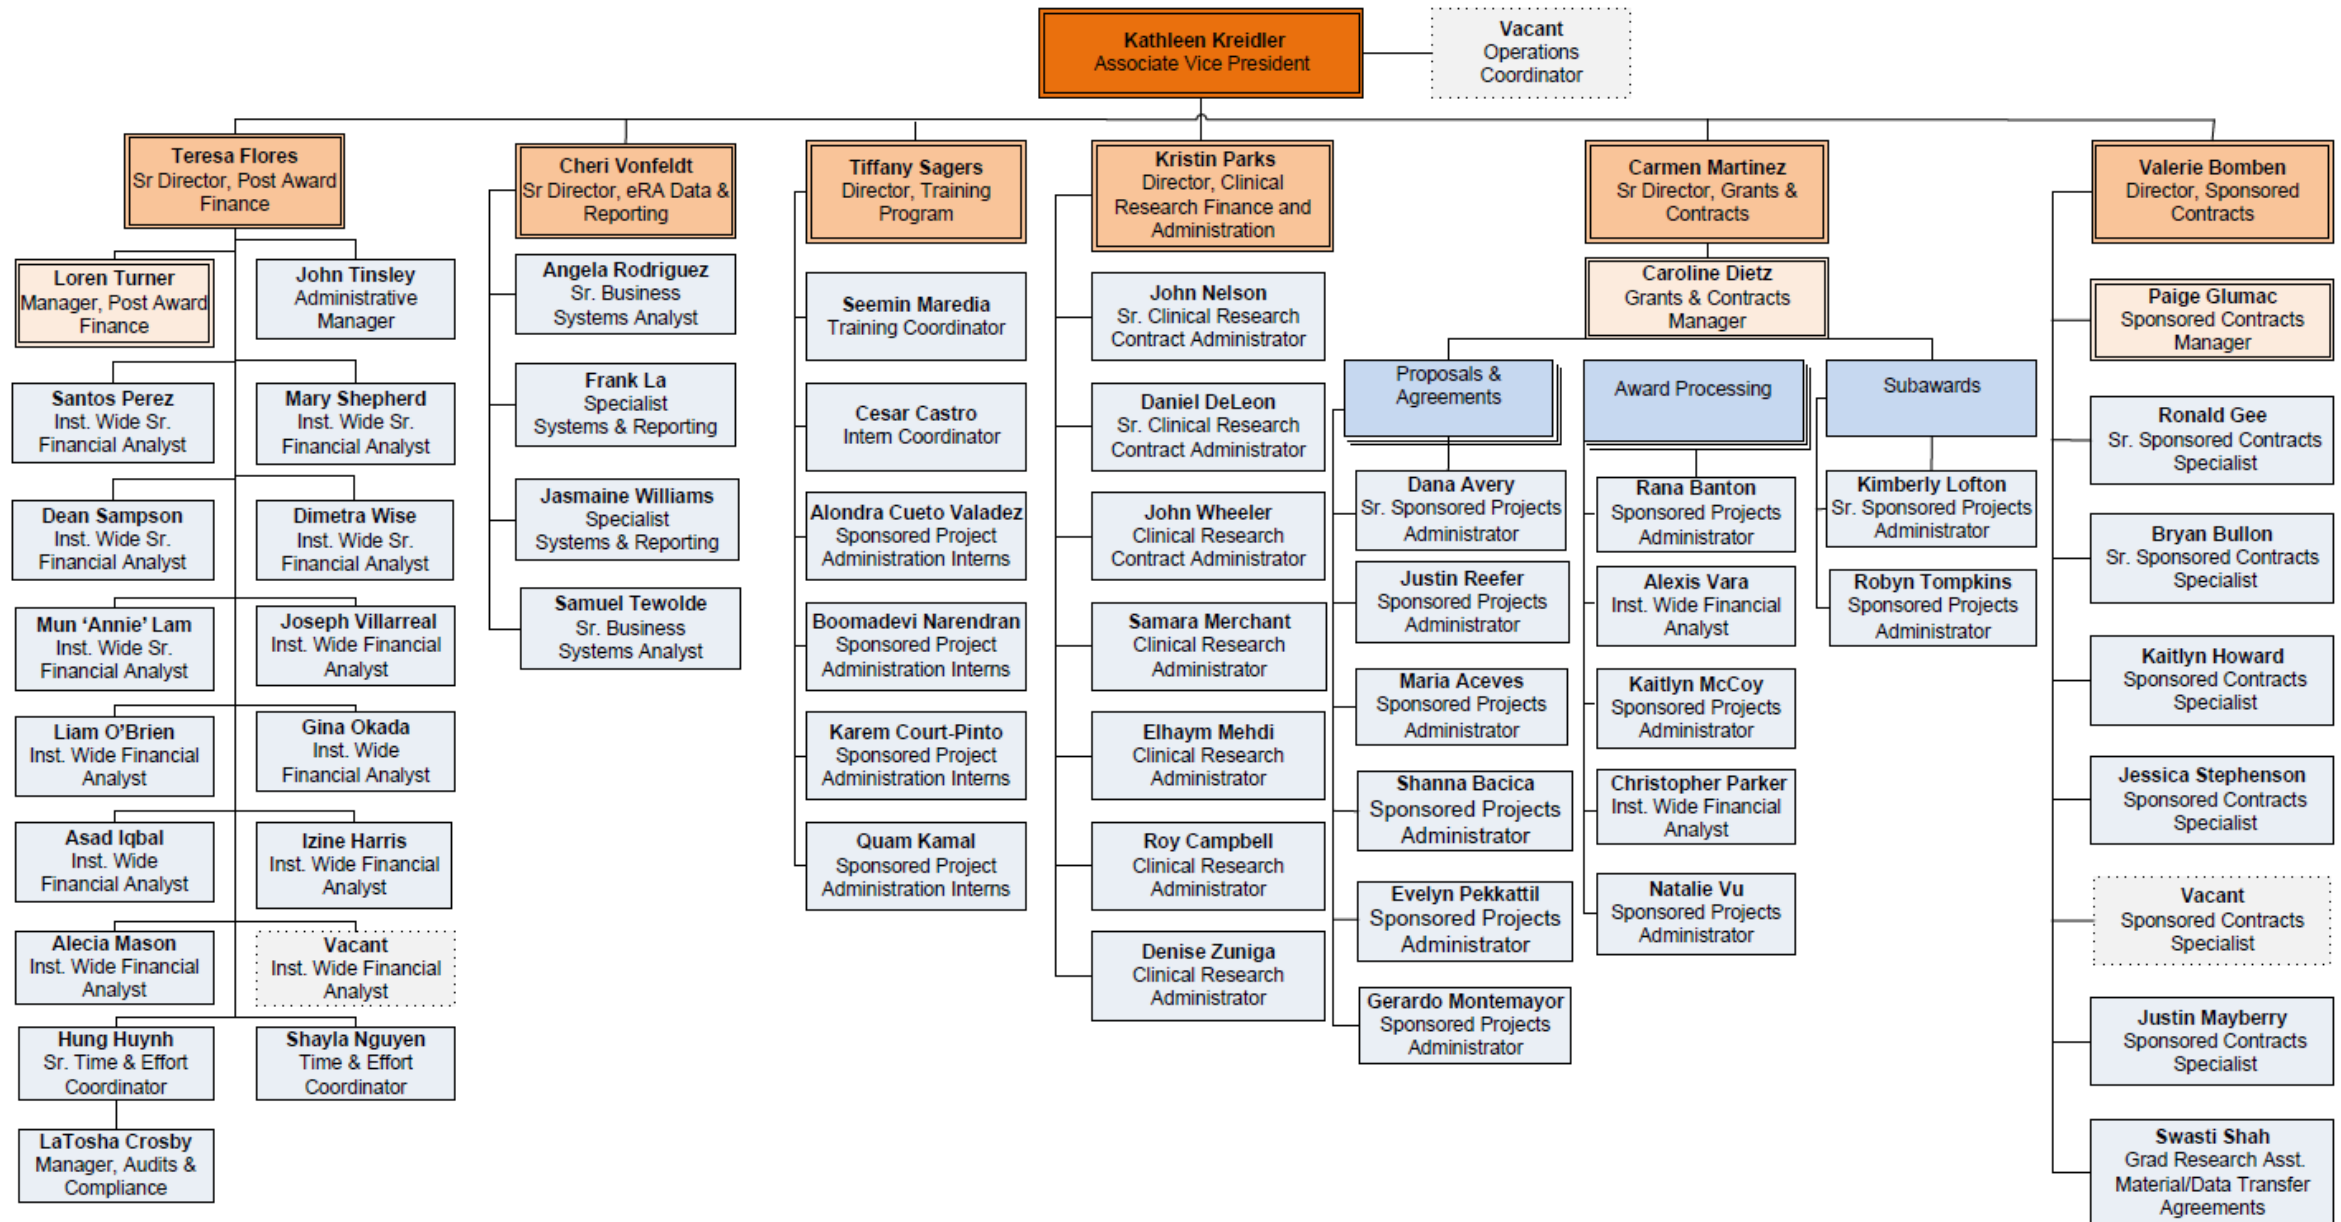 Kathleen Kreidler
Associate Vice President
Vacant
Operations
Coordinator
Teresa Flores
Sr Director, Post Award
Finance
Loren Turner
Manager, Post Award
Finance
John Tinsley
Administrative
Manager
Santos Perez
Inst. Wide Sr.
Financial Analyst
Mary Shepherd
Inst. Wide Sr.
Financial Analyst
Dean Sampson
Inst. Wide Sr.
Financial Analyst
Dimetra Wise
Inst. Wide Sr.
Financial Analyst
Mun ‘Annie’ Lam
Inst. Wide Sr.
Financial Analyst
Joseph Villarreal
Inst. Wide Financial
Analyst
Liam O’Brien
Inst. Wide Financial
Analyst
Gina Okada
Inst. Wide
Financial Analyst
Asad Iqbal
Inst. Wide
Financial Analyst
Izine Harris
Inst. Wide Financial
Analyst
Alecia Mason
Inst. Wide Financial
Analyst
Vacant
Inst. Wide Financial
Analyst
Hung Huynh
Sr. Time & Effort
Coordinator
Shayla Nguyen
Time & Effort
Coordinator
LaTosha Crosby
Manager, Audits &
Compliance
Cheri Vonfeldt
Sr Director, eRA Data &
Reporting
Angela Rodriguez
Sr. Business
Systems Analyst
Frank La
Specialist
Systems & Reporting
Jasmaine Williams
Specialist
Systems & Reporting
Samuel Tewolde
Sr. Business
Systems Analyst
Tiffany Sagers
Director, Training
Program
Seemin Maredia
Training Coordinator
Cesar Castro
Intern Coordinator
Alondra Cueto Valadez
Sponsored Project
Administration Interns
Boomadevi Narendran
Sponsored Project
Administration Interns
Karem Court-Pinto
Sponsored Project
Administration Interns
Quam Kamal
Sponsored Project
Administration Interns
Kristin Parks
Director, Clinical
Research Finance and
Administration
John Nelson
Sr. Clinical Research
Contract Administrator
Daniel DeLeon
Sr. Clinical Research
Contract Administrator
John Wheeler
Clinical Research
Contract Administrator
Samara Merchant
Clinical Research
Administrator
Elhaym Mehdi
Clinical Research
Administrator
Roy Campbell
Clinical Research
Administrator
Denise Zuniga
Clinical Research
Administrator
Carmen Martinez
Sr Director, Grants &
Contracts
Caroline Dietz
Grants & Contracts
Manager
Proposals &
Agreements
Dana Avery
Sr. Sponsored Projects
Administrator
Justin Reefer
Sponsored Projects
Administrator
Maria Aceves
Sponsored Projects
Administrator
Shanna Bacica
Sponsored Projects
Administrator
Evelyn Pekkattil
Sponsored Projects
Administrator
Gerardo Montemayor
Sponsored Projects
Administrator
Award Processing
Rana Banton
Sponsored Projects
Administrator
Alexis Vara
Inst. Wide Financial
Analyst
Kaitlyn McCoy
Sponsored Projects
Administrator
Christopher Parker
Inst. Wide Financial
Analyst
Natalie Vu
Sponsored Projects
Administrator
Subawards
Kimberly Lofton
Sr. Sponsored Projects
Administrator
Robyn Tompkins
Sponsored Projects
Administrator
Valerie Bomben
Director, Sponsored
Contracts
Paige Glumac
Sponsored Contracts
Manager
Ronald Gee
Sr. Sponsored Contracts
Specialist
Bryan Bullon
Sr. Sponsored Contracts
Specialist
Kaitlyn Howard
Sponsored Contracts
Specialist
Jessica Stephenson
Sponsored Contracts
Specialist
Vacant
Sponsored Contracts
Specialist
Justin Mayberry
Sponsored Contracts
Specialist
Swasti Shah
Grad Research Asst.
Material/Data Transfer
Agreements